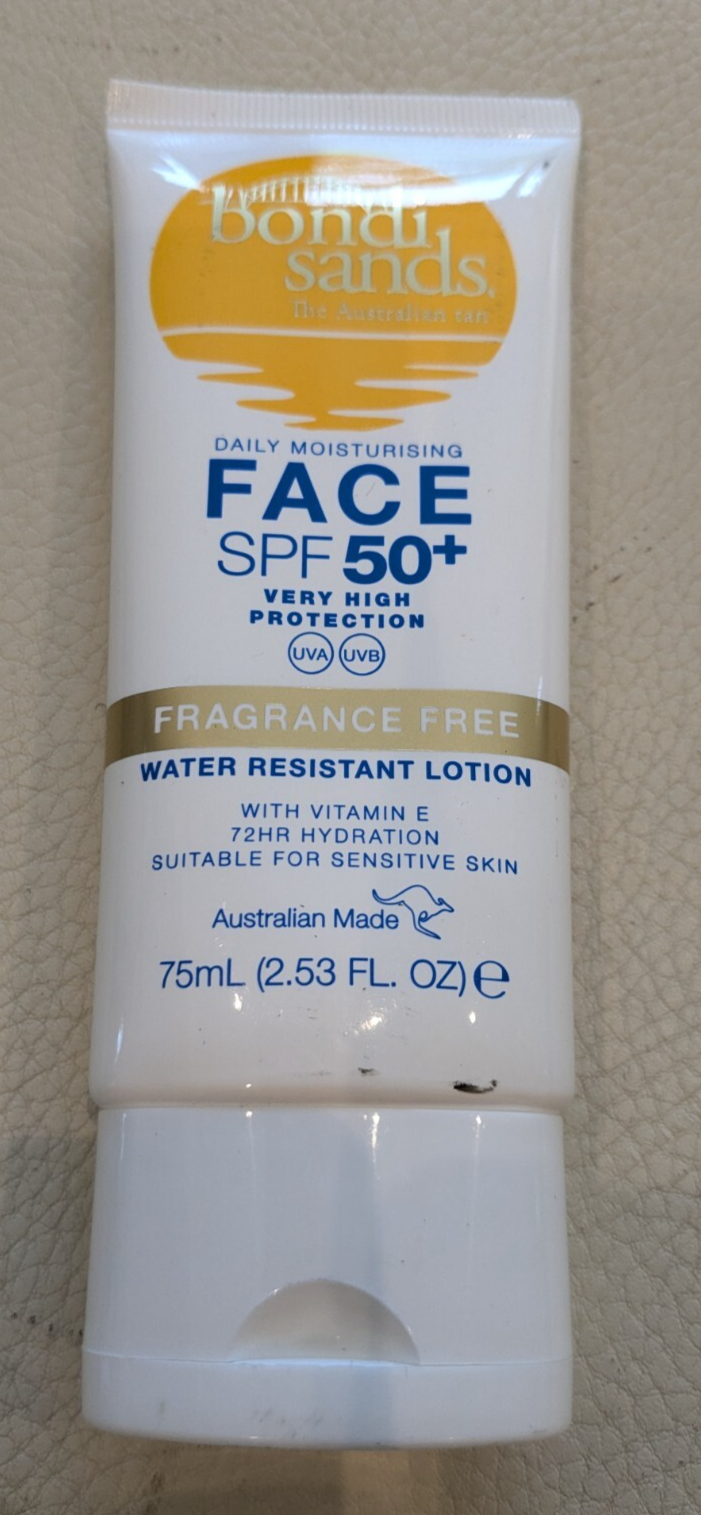 bondi
sands.
The Australian tan
DAILY MOISTURISING
FACE
SPF 50+
VERY HIGH
PROTECTION
UVA UVB
FRAGRANCE FREE
WATER RESISTANT LOTION
WITH VITAMIN E
72HR HYDRATION
SUITABLE FOR SENSITIVE SKIN
Australian Made
75mL (2.53 FL. OZ) ℮